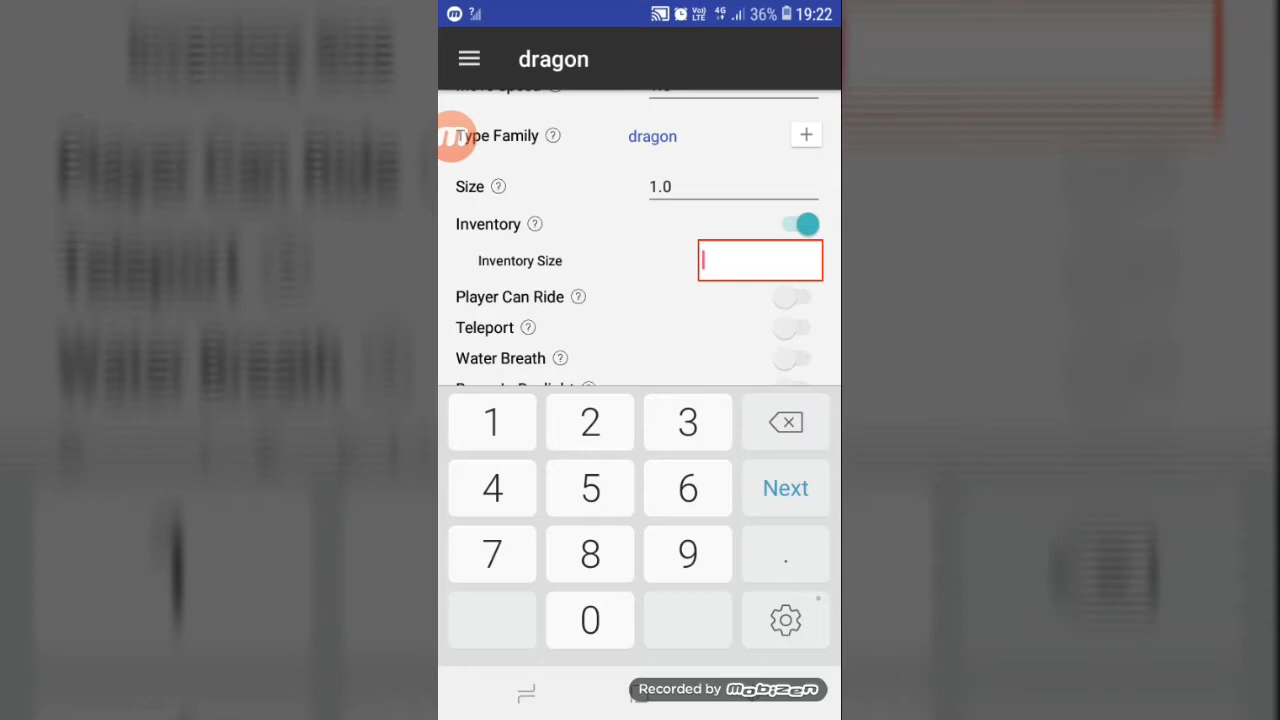 36% 19:22
dragon
Type Family ? dragon +
Size ? 1.0
Inventory ?
Inventory Size
Player Can Ride ?
Teleport ?
Water Breath ?
1 2 3
4 5 6 Next
7 8 9 .
0
Recorded by mobizen